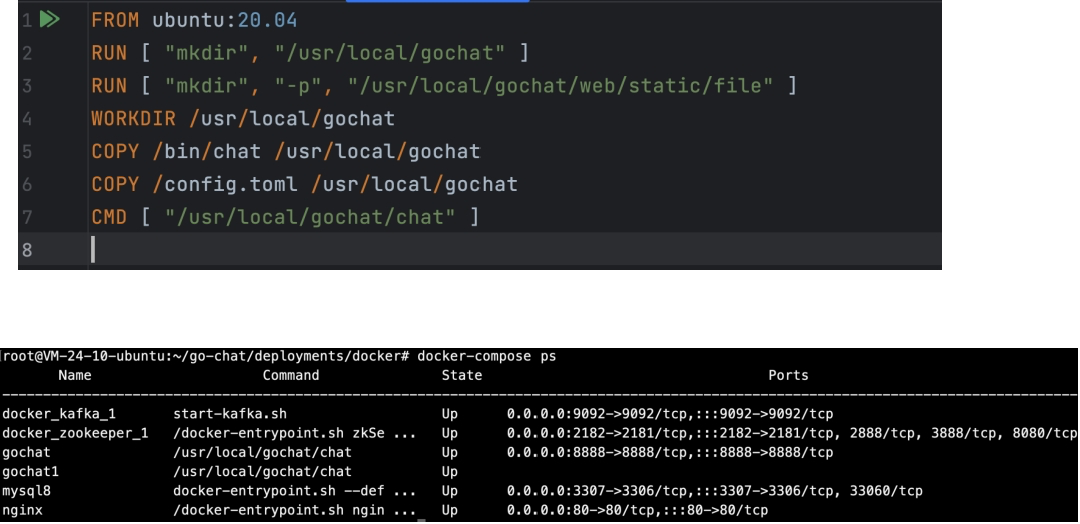 1 FROM ubuntu:20.04
2 RUN [ "mkdir", "/usr/local/gochat" ]
3 RUN [ "mkdir", "-p", "/usr/local/gochat/web/static/file" ]
4 WORKDIR /usr/local/gochat
5 COPY /bin/chat /usr/local/gochat
6 COPY /config.toml /usr/local/gochat
7 CMD [ "/usr/local/gochat/chat" ]
8
root@VM-24-10-ubuntu:~/go-chat/deployments/docker# docker-compose ps
Name Command State Ports
docker_kafka_1 start-kafka.sh Up 0.0.0.0:9092->9092/tcp,:::9092->9092/tcp
docker_zookeeper_1 /docker-entrypoint.sh zkSe ... Up 0.0.0.0:2182->2181/tcp,:::2182->2181/tcp, 2888/tcp, 3888/tcp, 8080/tcp
gochat /usr/local/gochat/chat Up 0.0.0.0:8888->8888/tcp,:::8888->8888/tcp
gochat1 /usr/local/gochat/chat Up
mysql8 docker-entrypoint.sh --def ... Up 0.0.0.0:3307->3306/tcp,:::3307->3306/tcp, 33060/tcp
nginx /docker-entrypoint.sh ngin ... Up 0.0.0.0:80->80/tcp,:::80->80/tcp